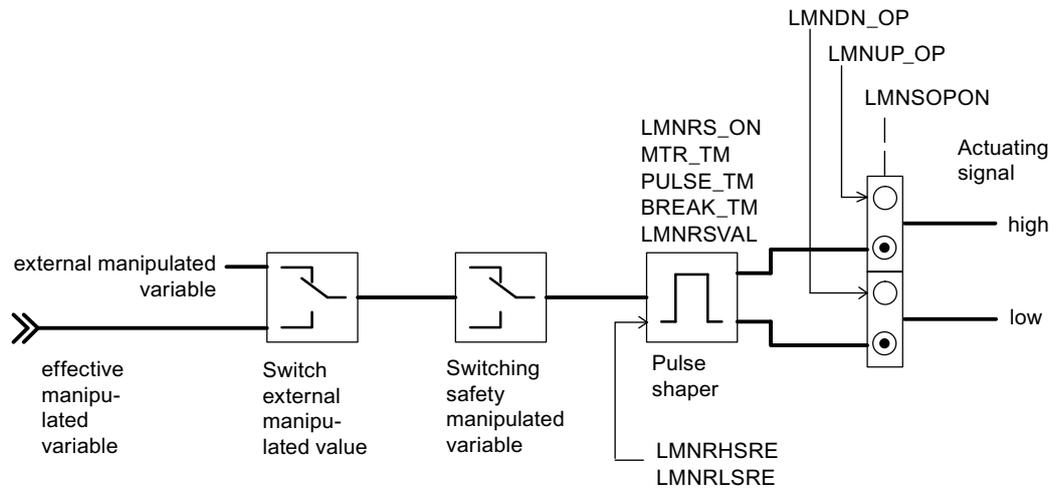 LMNDN_OP
LMNUP_OP
LMNSOPON
LMNRS_ON
MTR_TM
PULSE_TM
BREAK_TM
LMNRSVAL
Actuating
signal
high
low
external manipulated
variable
effective
manipu-
lated
variable
Switch
external
manipu-
lated value
Switching
safety
manipulated
variable
Pulse
shaper
LMNRHSRE
LMNRLSRE